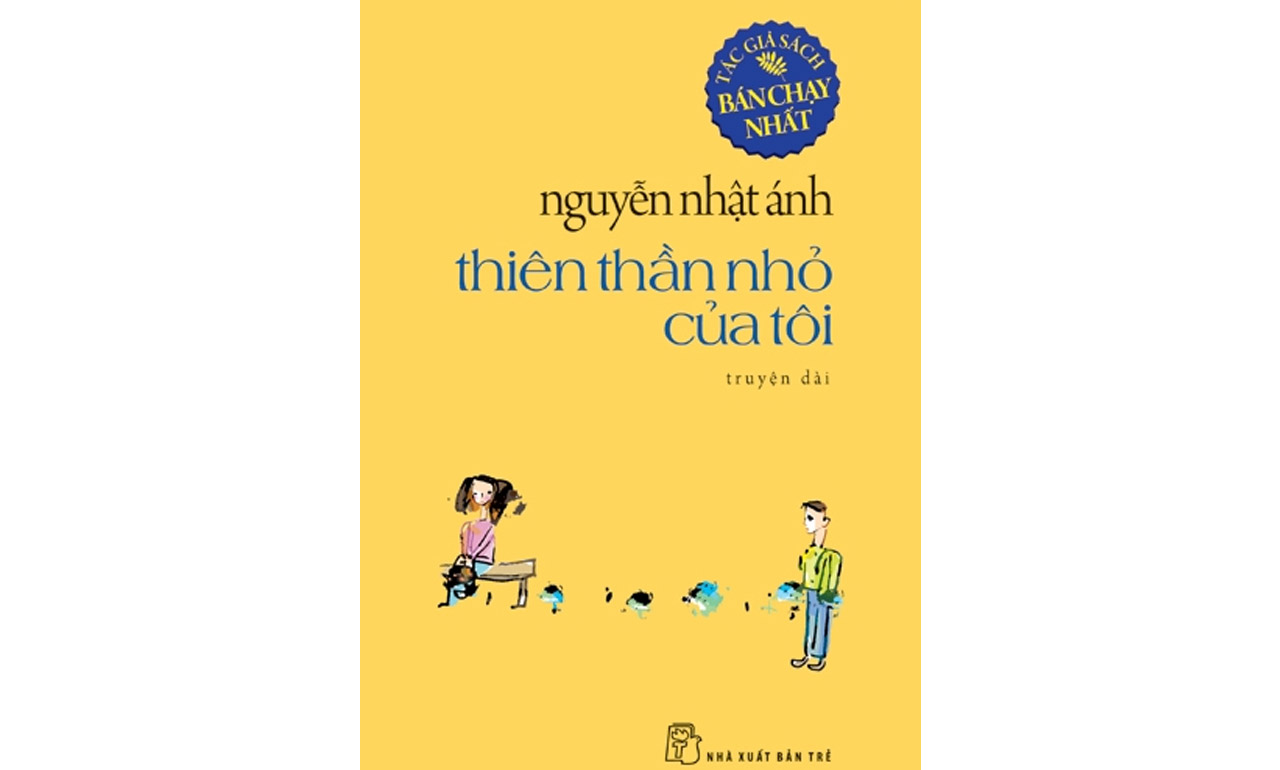 TÁC GIẢ SÁCH
BÁN CHẠY
NHẤT
nguyễn nhật ánh
thiên thần nhỏ
của tôi
truyện dài
T
NHÀ XUẤT BẢN TRẺ